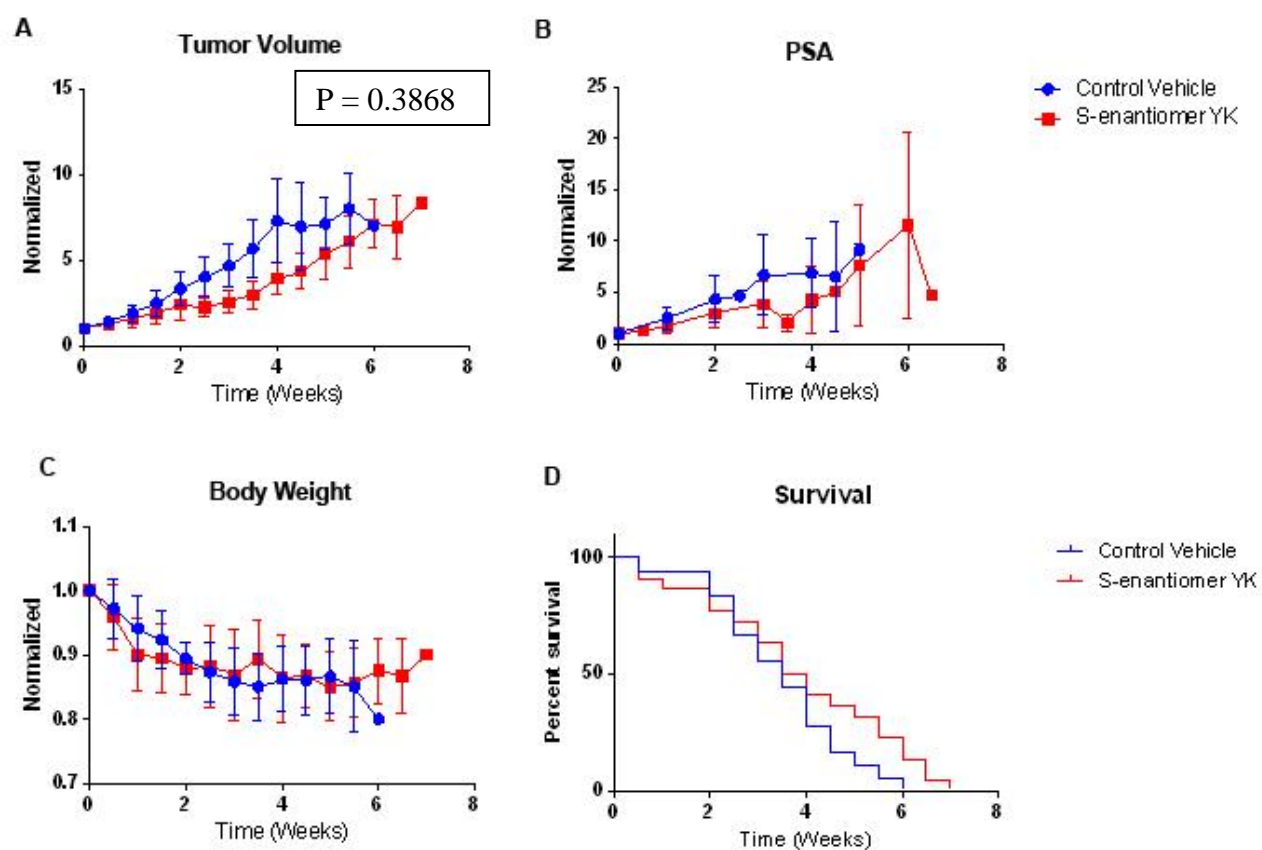 A
Tumor Volume
P = 0.3868
15
10
5
0
Normalized
0 2 4 6 8
Time (Weeks)
B
PSA
25
20
15
10
5
0
Normalized
0 2 4 6 8
Time (Weeks)
Control Vehicle
S-enantiomer YK
C
Body Weight
1.1
1.0
0.9
0.8
0.7
Normalized
0 2 4 6 8
Time (Weeks)
D
Survival
100
50
0
Percent survival
0 2 4 6 8
Time (Weeks)
Control Vehicle
S-enantiomer YK